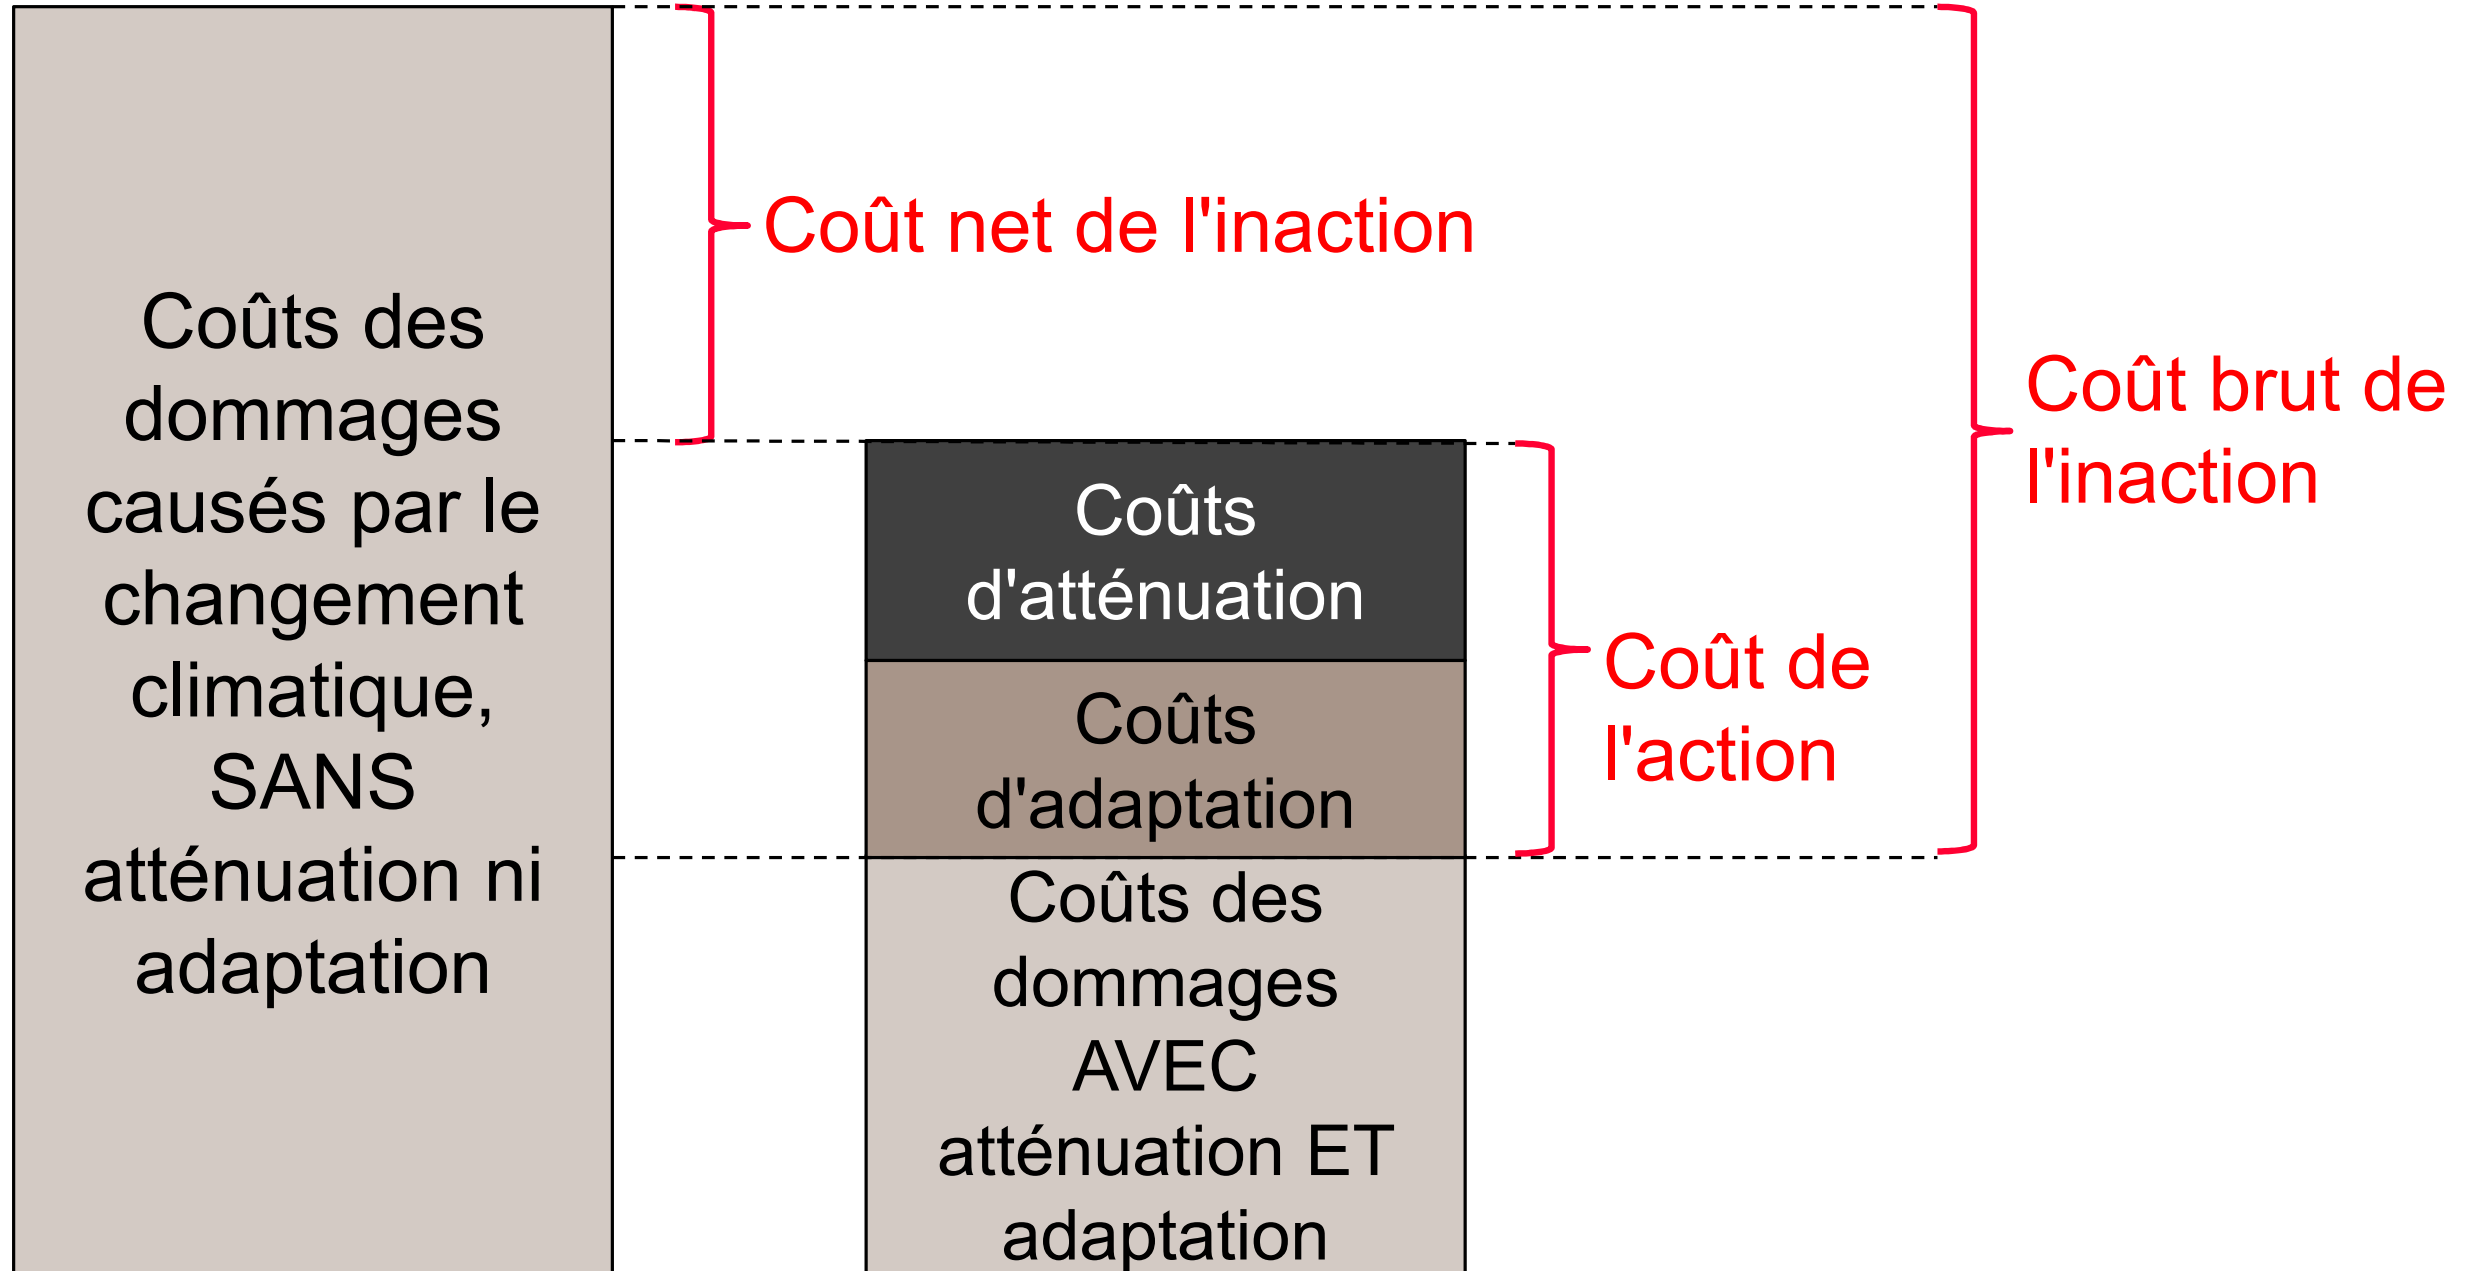 Coûts des
dommages
causés par le
changement
climatique,
SANS
atténuation ni
adaptation
Coût net de l'inaction
Coûts
d'atténuation
Coûts
d'adaptation
Coûts des
dommages
AVEC
atténuation ET
adaptation
Coût de
l'action
Coût brut de
l'inaction